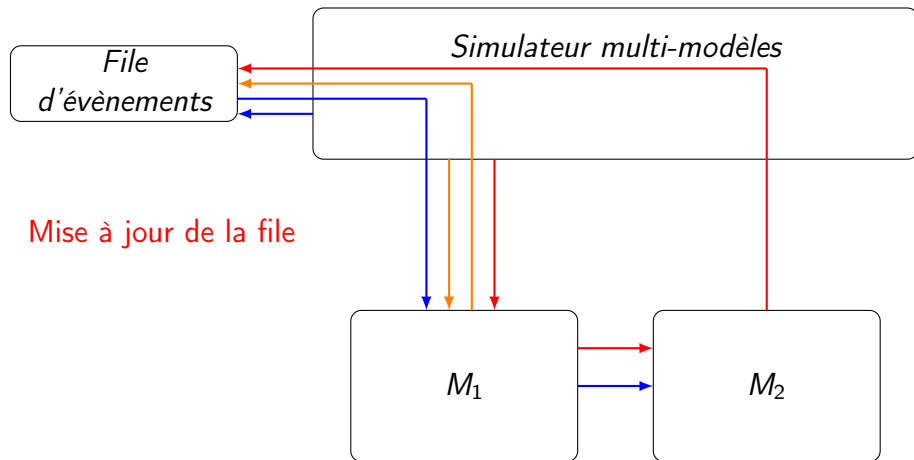 File
d'évènements
Simulateur multi-modèles
Mise à jour de la file
M₁
M₂